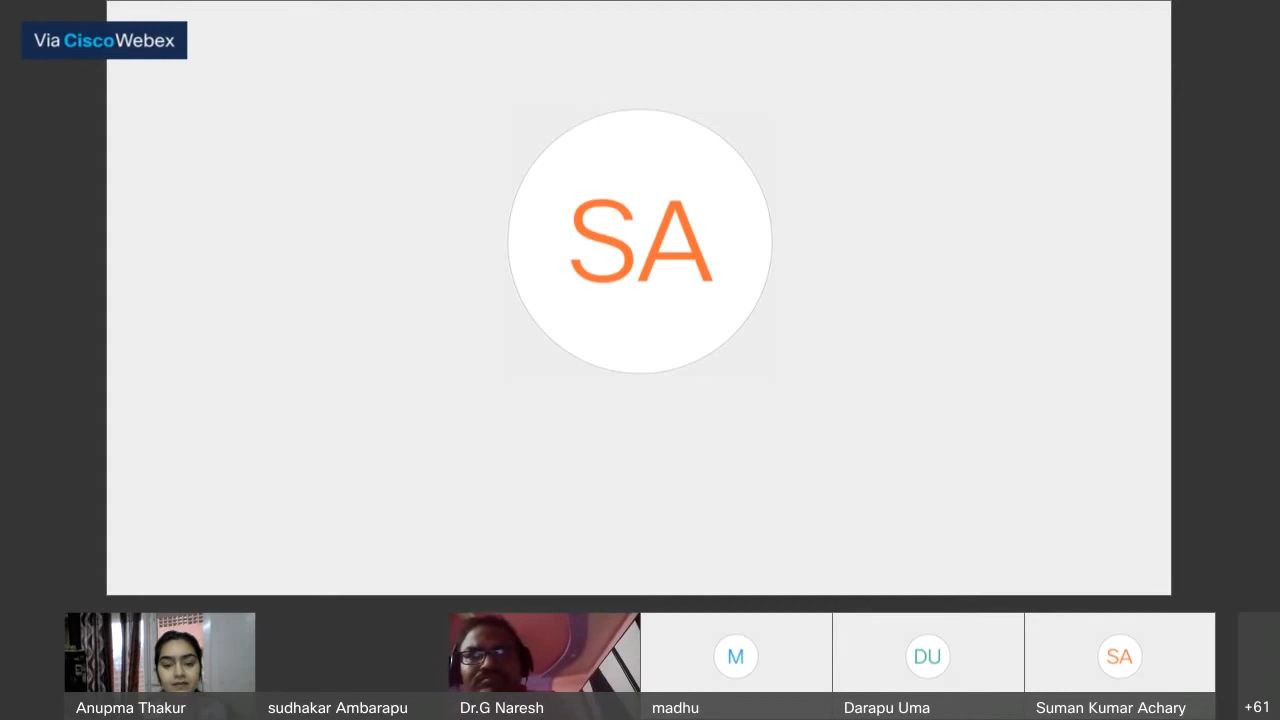 Via CiscoWebex
SA
M
DU
SA
Anupma Thakur
sudhakar Ambarapu
Dr.G Naresh
madhu
Darapu Uma
Suman Kumar Achary
+61